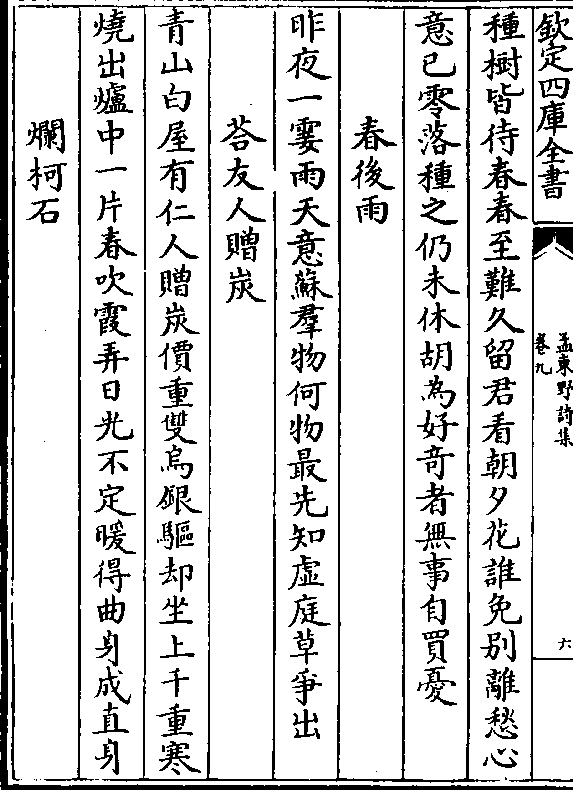 欽定四庫全書
孟東野詩集
卷九
六
種樹皆待春春至難久留君看朝夕花誰免别離愁心
意已零落種之仍未休胡為好竒者無事自買憂
春後雨
昨夜一霎雨天意蘇羣物何物最先知虚庭草爭出
荅友人贈炭
青山白屋有仁人贈炭價重雙烏銀驅却坐上千重寒
燒出爐中一片春吹霞弄日光不定暖得曲身成直身
爛柯石